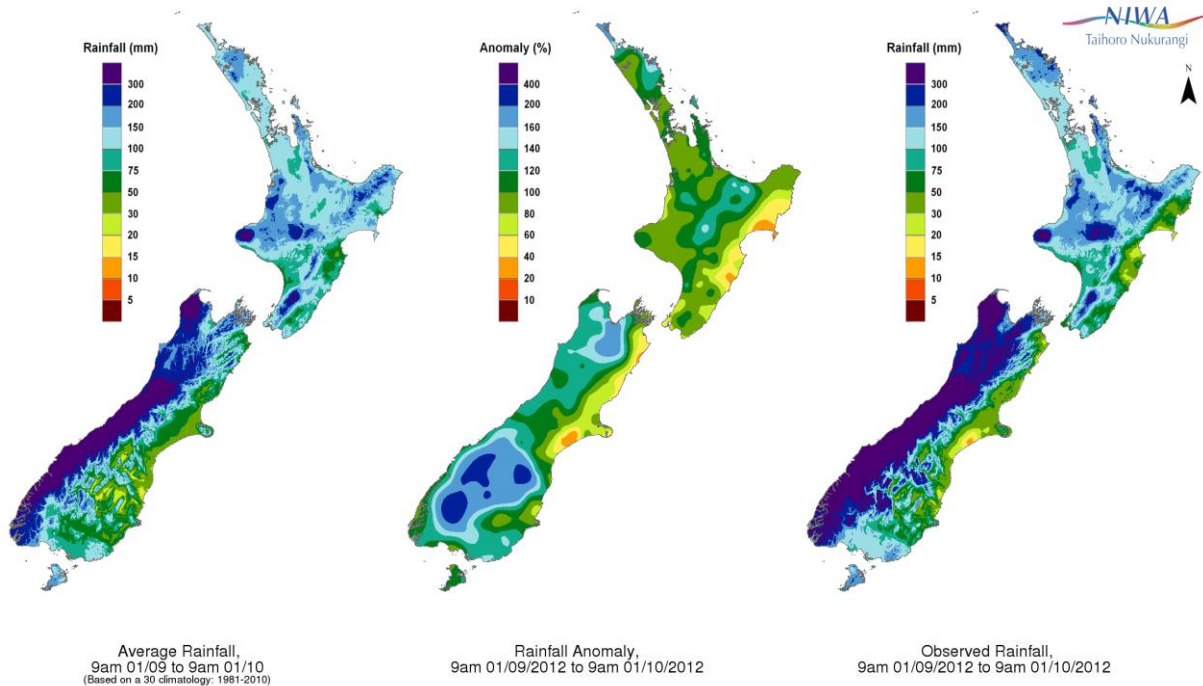 NIWA
Taihoro Nukurangi
N
Rainfall (mm)
300
200
150
100
75
50
30
20
15
10
5
Anomaly (%)
400
200
160
140
120
100
80
60
40
20
10
Rainfall (mm)
300
200
150
100
75
50
30
20
15
10
5
Average Rainfall,
9am 01/09 to 9am 01/10
(Based on a 30 climatology: 1981-2010)
Rainfall Anomaly,
9am 01/09/2012 to 9am 01/10/2012
Observed Rainfall,
9am 01/09/2012 to 9am 01/10/2012